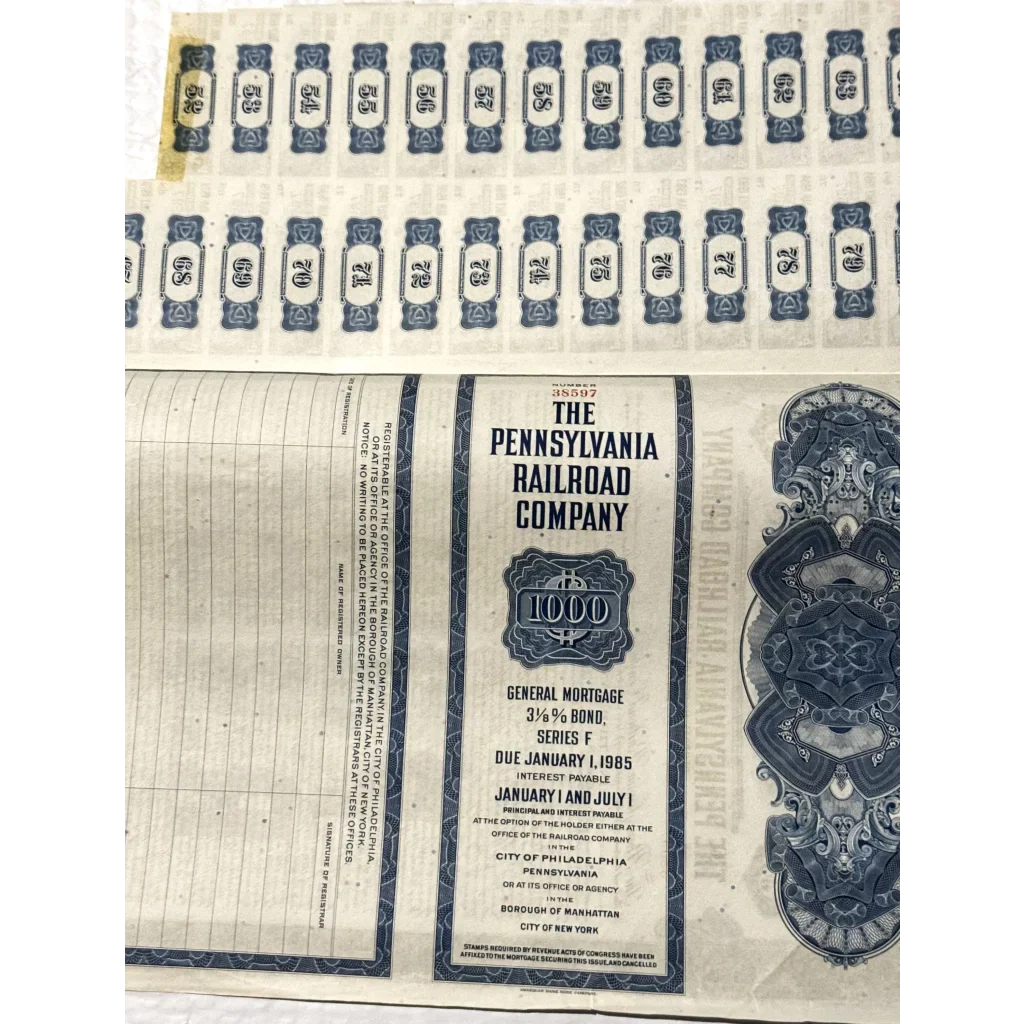 52 53 54 55 56 57 58 59 60 61 62 63
68 69 70 71 72 73 74 75 76 77 78 79
NUMBER
38597
THE
PENNSYLVANIA
RAILROAD
COMPANY
$1000
GENERAL MORTGAGE
3 1/8 % BOND,
SERIES F
DUE JANUARY 1, 1985
INTEREST PAYABLE
JANUARY 1 AND JULY 1
PRINCIPAL AND INTEREST PAYABLE
AT THE OPTION OF THE HOLDER EITHER AT THE
OFFICE OF THE RAILROAD COMPANY
IN THE
CITY OF PHILADELPHIA
PENNSYLVANIA
OR AT ITS OFFICE OR AGENCY
IN THE
BOROUGH OF MANHATTAN
CITY OF NEW YORK
STAMPS REQUIRED BY REVENUE ACTS OF CONGRESS HAVE BEEN
AFFIXED TO THE MORTGAGE SECURING THIS ISSUE, AND CANCELLED
REGISTERABLE AT THE OFFICE OF THE RAILROAD COMPANY, IN THE CITY OF PHILADELPHIA,
OR AT ITS OFFICE OR AGENCY IN THE BOROUGH OF MANHATTAN, CITY OF NEW YORK.
NOTICE: NO WRITING TO BE PLACED HEREON EXCEPT BY THE REGISTRARS AT THESE OFFICES.
OF REGISTRATION
NAME OF REGISTERED OWNER
SIGNATURE OF REGISTRAR
THE PENNSYLVANIA RAILROAD COMPANY